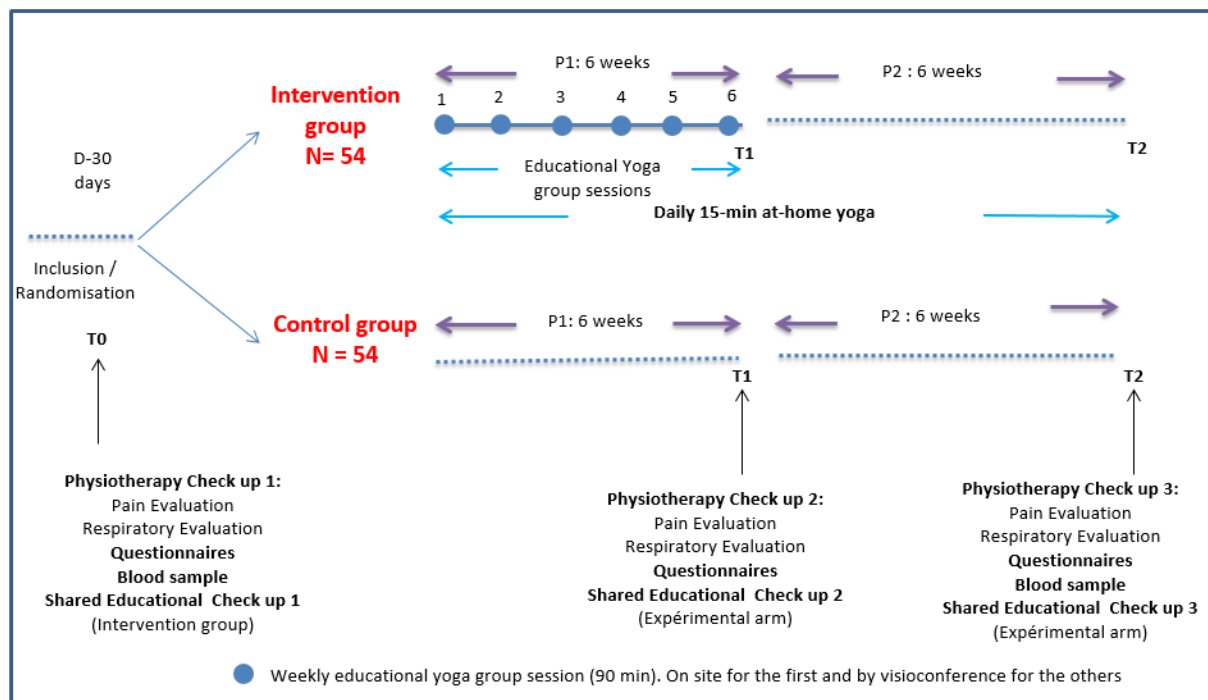 P1: 6 weeks
P2 : 6 weeks
Intervention
group
N= 54
1 2 3 4 5 6
T1
T2
D-30
days
Educational Yoga
group sessions
Daily 15-min at-home yoga
Inclusion /
Randomisation
T0
Control group
N = 54
P1: 6 weeks
P2 : 6 weeks
T1
T2
Physiotherapy Check up 1:
Pain Evaluation
Respiratory Evaluation
Questionnaires
Blood sample
Shared Educational Check up 1
(Intervention group)
Physiotherapy Check up 2:
Pain Evaluation
Respiratory Evaluation
Questionnaires
Shared Educational Check up 2
(Expérimental arm)
Physiotherapy Check up 3:
Pain Evaluation
Respiratory Evaluation
Questionnaires
Blood sample
Shared Educational Check up 3
(Expérimental arm)
Weekly educational yoga group session (90 min). On site for the first and by visioconference for the others